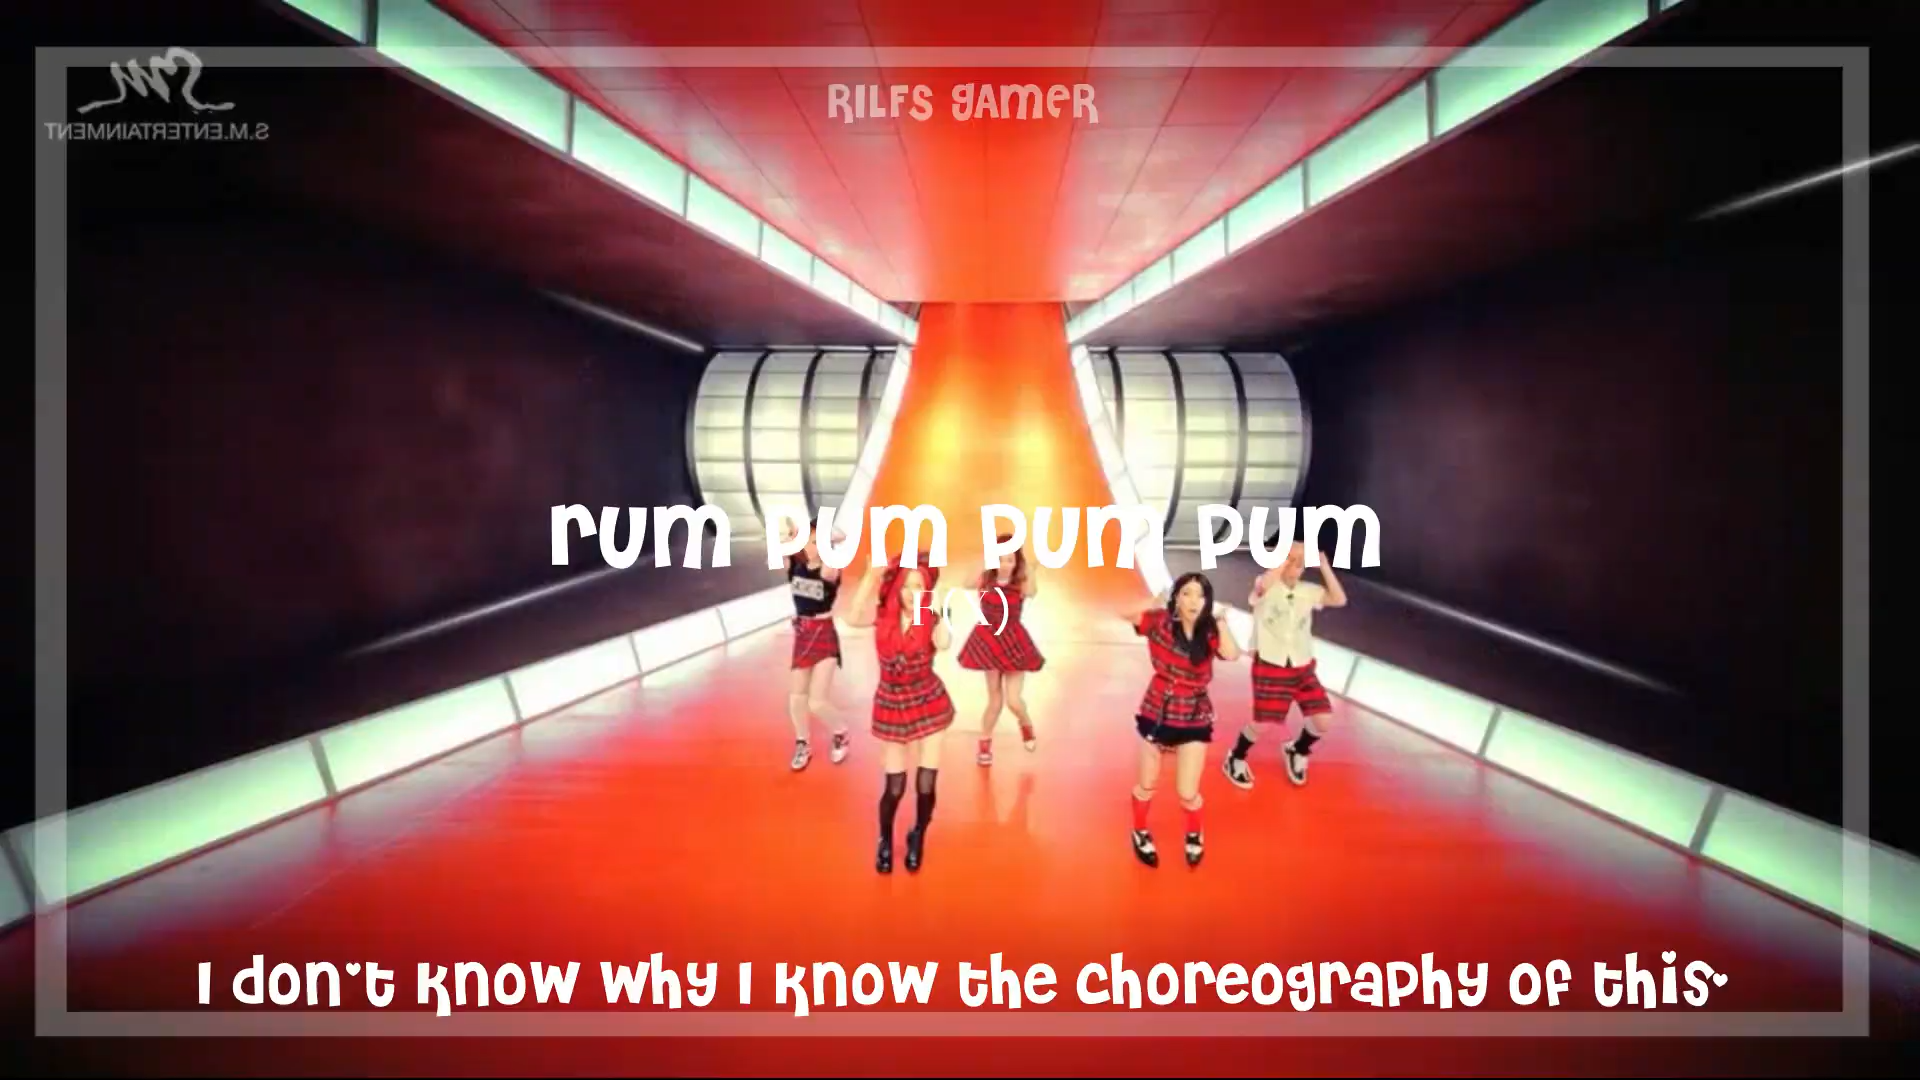 S.M.ENTERTAINMENT
RILFS GAMER
rum pum pum pum
F(X)
I don't know why I know the choreography of this